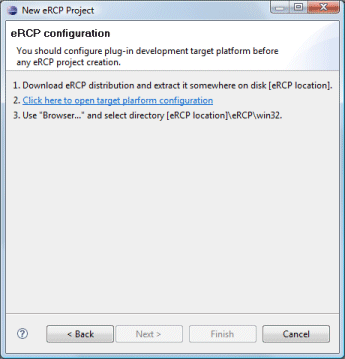 New eRCP Project
eRCP configuration
You should configure plug-in development target platform before
any eRCP project creation.
1. Download eRCP distribution and extract it somewhere on disk [eRCP location].
2. Click here to open target plarform configuration
3. Use "Browser..." and select directory [eRCP location]\eRCP\win32.
?
< Back
Next >
Finish
Cancel